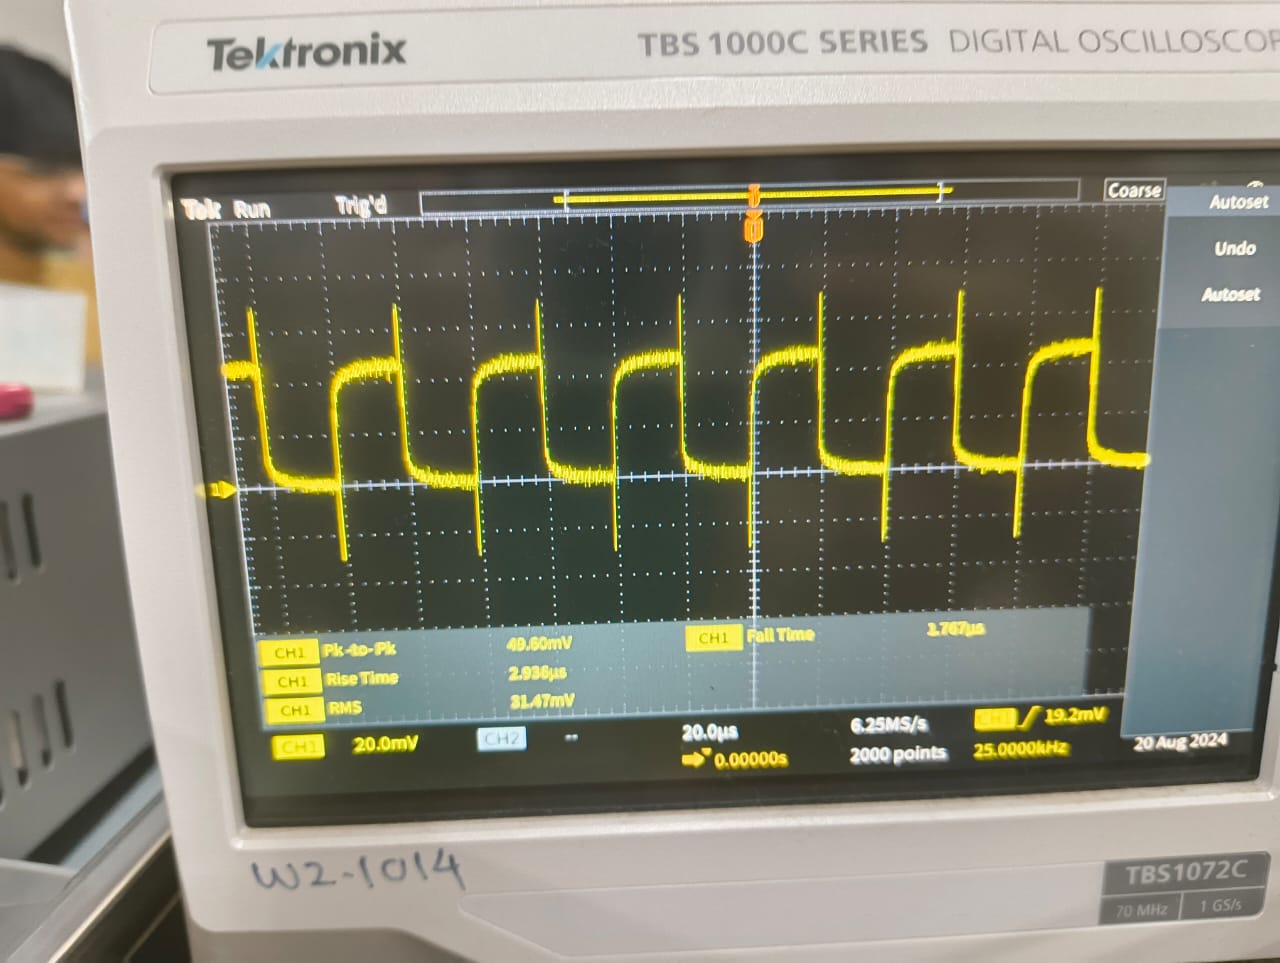 Tektronix
TBS 1000C SERIES DIGITAL OSCILLOSCOP
Tek Run Trig'd Coarse
Autoset
Undo
Autoset
CH1 Pk-to-Pk 49.60mV CH1 Fall Time 1.767µs
CH1 Rise Time 2.936µs
CH1 RMS 31.47mV
CH1 20.0mV CH2 -- 20.0µs 6.25MS/s CH1 19.2mV
0.00000s 2000 points 25.0000kHz 20 Aug 2024
W2-1014
TBS1072C
70 MHz 1 GS/s